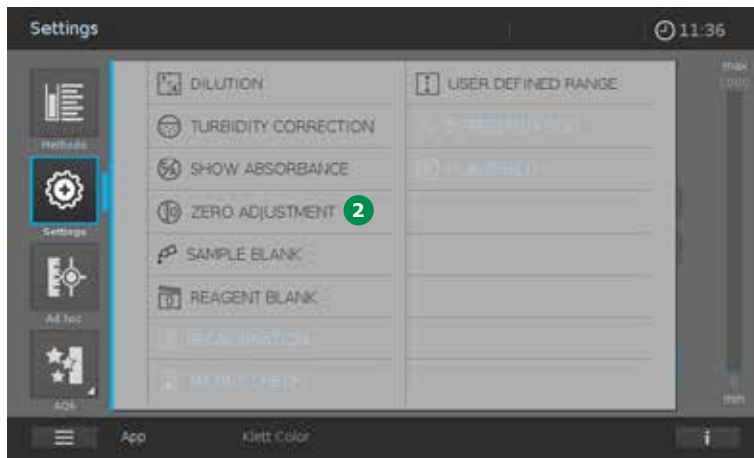 Settings
11:36
Methods
Settings
Ad hoc
AQA
DILUTION
TURBIDITY CORRECTION
SHOW ABSORBANCE
ZERO ADJUSTMENT 2
SAMPLE BLANK
REAGENT BLANK
RECALIBRATION
USER DEFINED RANGE
max
min
App
Klett Color
i